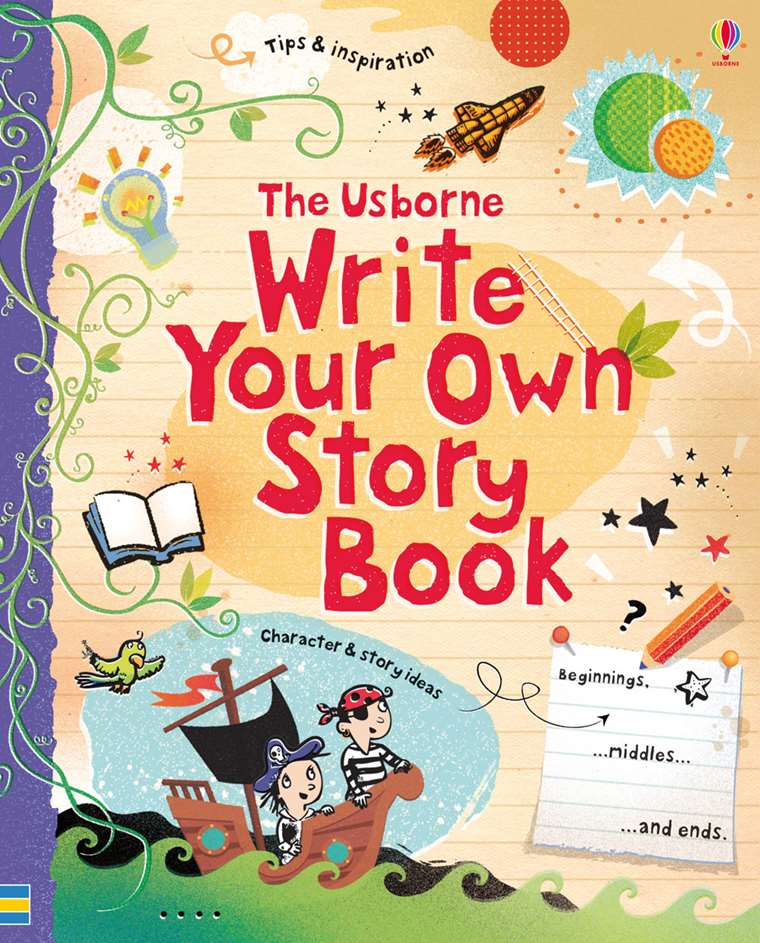 Tips & inspiration
USBORNE
The Usborne
Write
Your Own
Story
Book
Character & story ideas
Beginnings,
...middles...
...and ends.
?